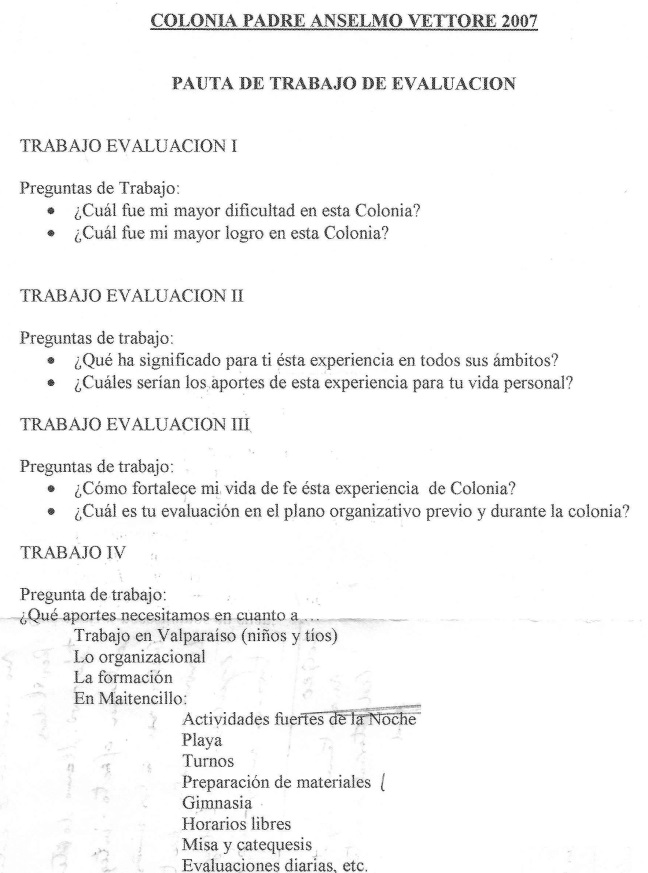 COLONIA PADRE ANSELMO VETTORE 2007
PAUTA DE TRABAJO DE EVALUACION
TRABAJO EVALUACION I
Preguntas de Trabajo:
• ¿Cuál fue mi mayor dificultad en esta Colonia?
• ¿Cuál fue mi mayor logro en esta Colonia?
TRABAJO EVALUACION II
Preguntas de trabajo:
• ¿Qué ha significado para ti ésta experiencia en todos sus ámbitos?
• ¿Cuáles serían los aportes de esta experiencia para tu vida personal?
TRABAJO EVALUACION III
Preguntas de trabajo:
• ¿Cómo fortalece mi vida de fe ésta experiencia de Colonia?
• ¿Cuál es tu evaluación en el plano organizativo previo y durante la colonia?
TRABAJO IV
Pregunta de trabajo:
¿Qué aportes necesitamos en cuanto a ...
Trabajo en Valparaíso (niños y tíos)
Lo organizacional
La formación
En Maitencillo:
Actividades fuertes de la Noche
Playa
Turnos
Preparación de materiales
Gimnasia
Horarios libres
Misa y catequesis
Evaluaciones diarias, etc.